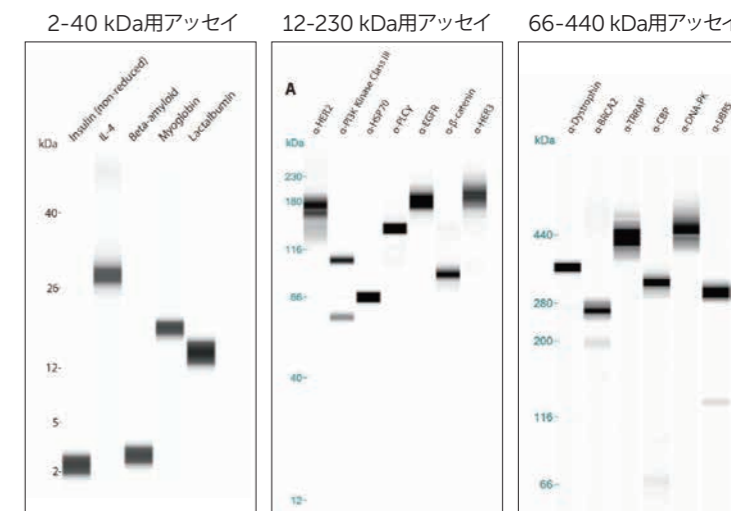 2-40 kDa用アッセイ
kDa
Insulin (non-reduced)
IL-4
Beta-amyloid
Myoglobin
Lactalbumin
40-
26-
12-
5-
2-
12-230 kDa用アッセイ
A
kDa
α-HER2
α-PI3K Kinase Class III
α-HSP70
α-PLCγ
α-EGFR
α-β-catenin
α-HER3
230-
180-
116-
66-
40-
12-
66-440 kDa用アッセイ
kDa
α-Dystrophin
α-BRCA2
α-TRRAP
α-CBP
α-DNA-PK
α-UBR5
440-
280-
200-
116-
66-